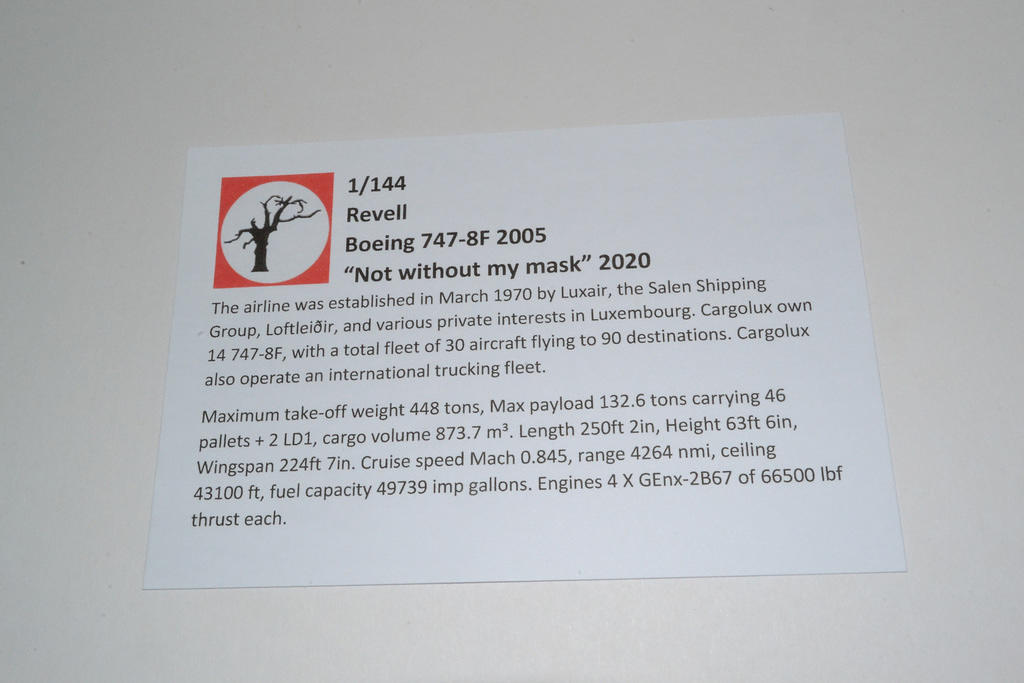 1/144
Revell
Boeing 747-8F 2005
“Not without my mask” 2020
The airline was established in March 1970 by Luxair, the Salen Shipping
Group, Loftleiðir, and various private interests in Luxembourg. Cargolux own
14 747-8F, with a total fleet of 30 aircraft flying to 90 destinations. Cargolux
also operate an international trucking fleet.
Maximum take-off weight 448 tons, Max payload 132.6 tons carrying 46
pallets + 2 LD1, cargo volume 873.7 m³. Length 250ft 2in, Height 63ft 6in,
Wingspan 224ft 7in. Cruise speed Mach 0.845, range 4264 nmi, ceiling
43100 ft, fuel capacity 49739 imp gallons. Engines 4 X GEnx-2B67 of 66500 lbf
thrust each.